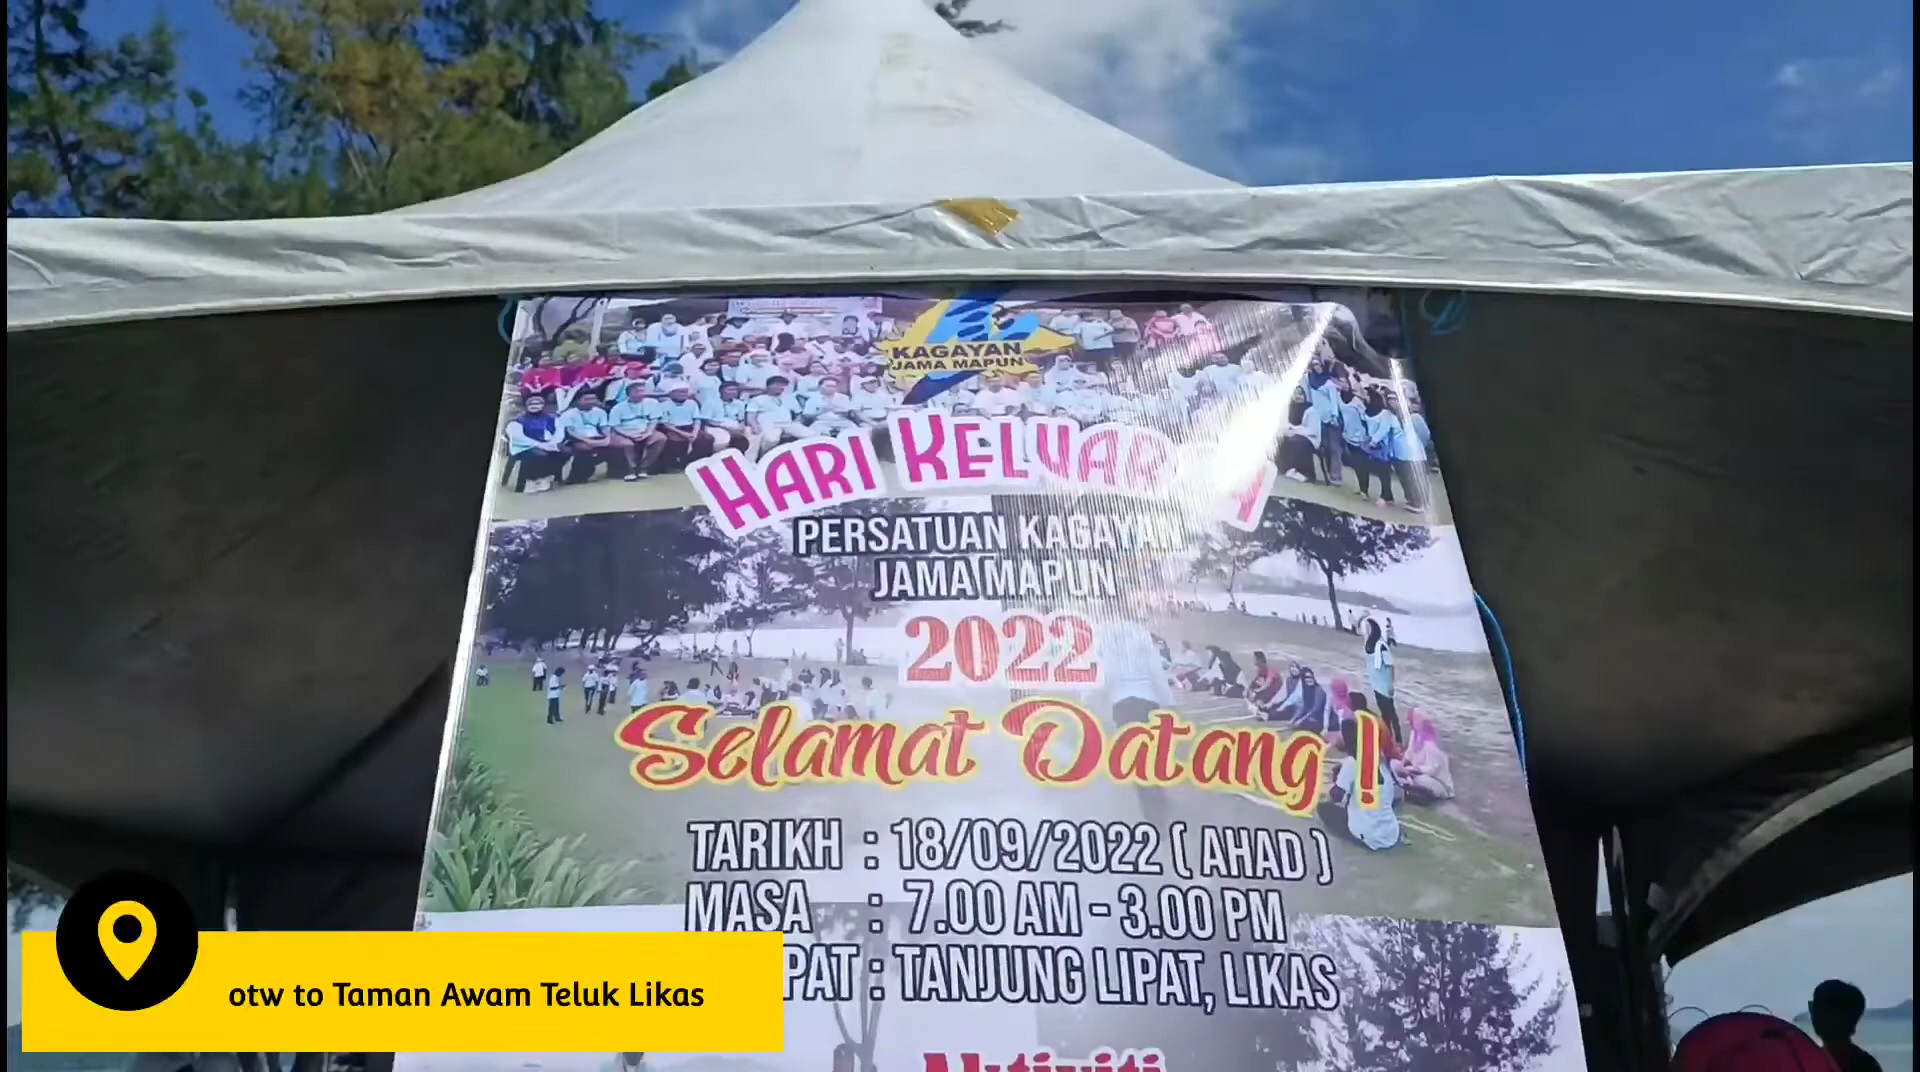 KAGAYAN
JAMA MAPUN
HARI
PERSATUAN KAGAYAN
JAMA MAPUN
2022
Selamat Datang !
TARIKH : 18/09/2022 ( AHAD )
MASA : 7.00 AM - 3.00 PM
PAT : TANJUNG LIPAT, LIKAS
Aktiviti
otw to Taman Awam Teluk Likas